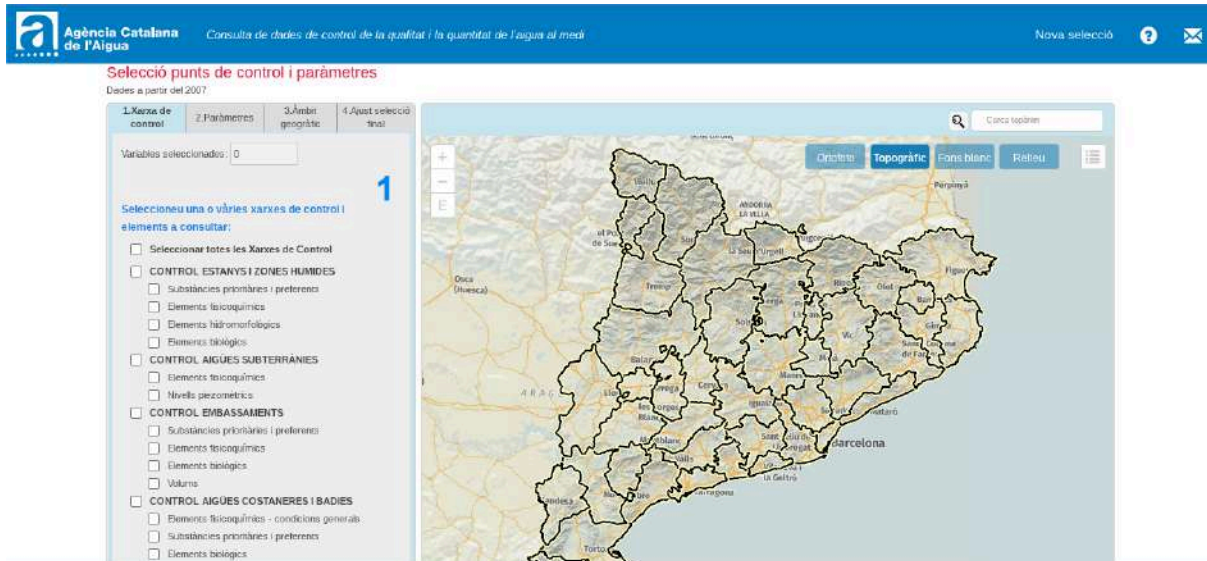 Agència Catalana
de l'Aigua
Consulta de dades de control de la qualitat i la quantitat de l'aigua al medi
Nova selecció
?
Selecció punts de control i paràmetres
Dades a partir del 2007
1.Xarxa de control
2.Paràmetres
3.Àmbit geogràfic
4.Ajust selecció final
Cerca topònim
Variables seleccionades: 0
1
Seleccioneu una o vàries xarxes de control i
elements a consultar:
Seleccionar totes les Xarxes de Control
CONTROL ESTANYS I ZONES HUMIDES
Substàncies prioritàries i preferents
Elements fisicoquímics
Elements hidromorfològics
Elements biològics
CONTROL AIGÜES SUBTERRÀNIES
Elements fisicoquímics
Nivells piezomètrics
CONTROL EMBASSAMENTS
Substàncies prioritàries i preferents
Elements fisicoquímics
Elements biològics
Volums
CONTROL AIGÜES COSTANERES I BADIES
Elements fisicoquímics - condicions generals
Substàncies prioritàries i preferents
Elements biològics
+
−
E
Ortofoto
Topogràfic
Fons blanc
Relleu
Perpinyà
ANDORRA
LA VELLA
La Seu d'Urgell
Osca
(Huesca)
Tremp
Olot
Vic
Barcelona
Valls
la Geltrú